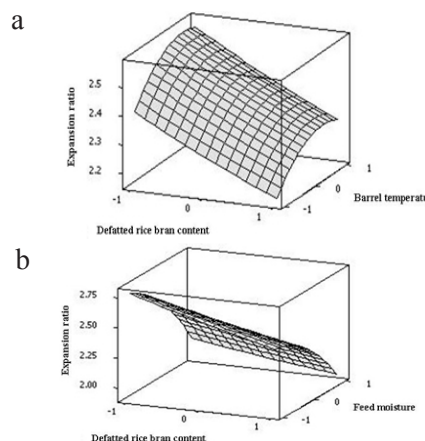 a
Expansion ratio
2.5
2.4
2.3
2.2
-1
0
1
Defatted rice bran content
-1
0
1
Barrel temperatur
b
Expansion ratio
2.75
2.50
2.25
2.00
-1
0
1
Defatted rice bran content
-1
0
1
Feed moisture